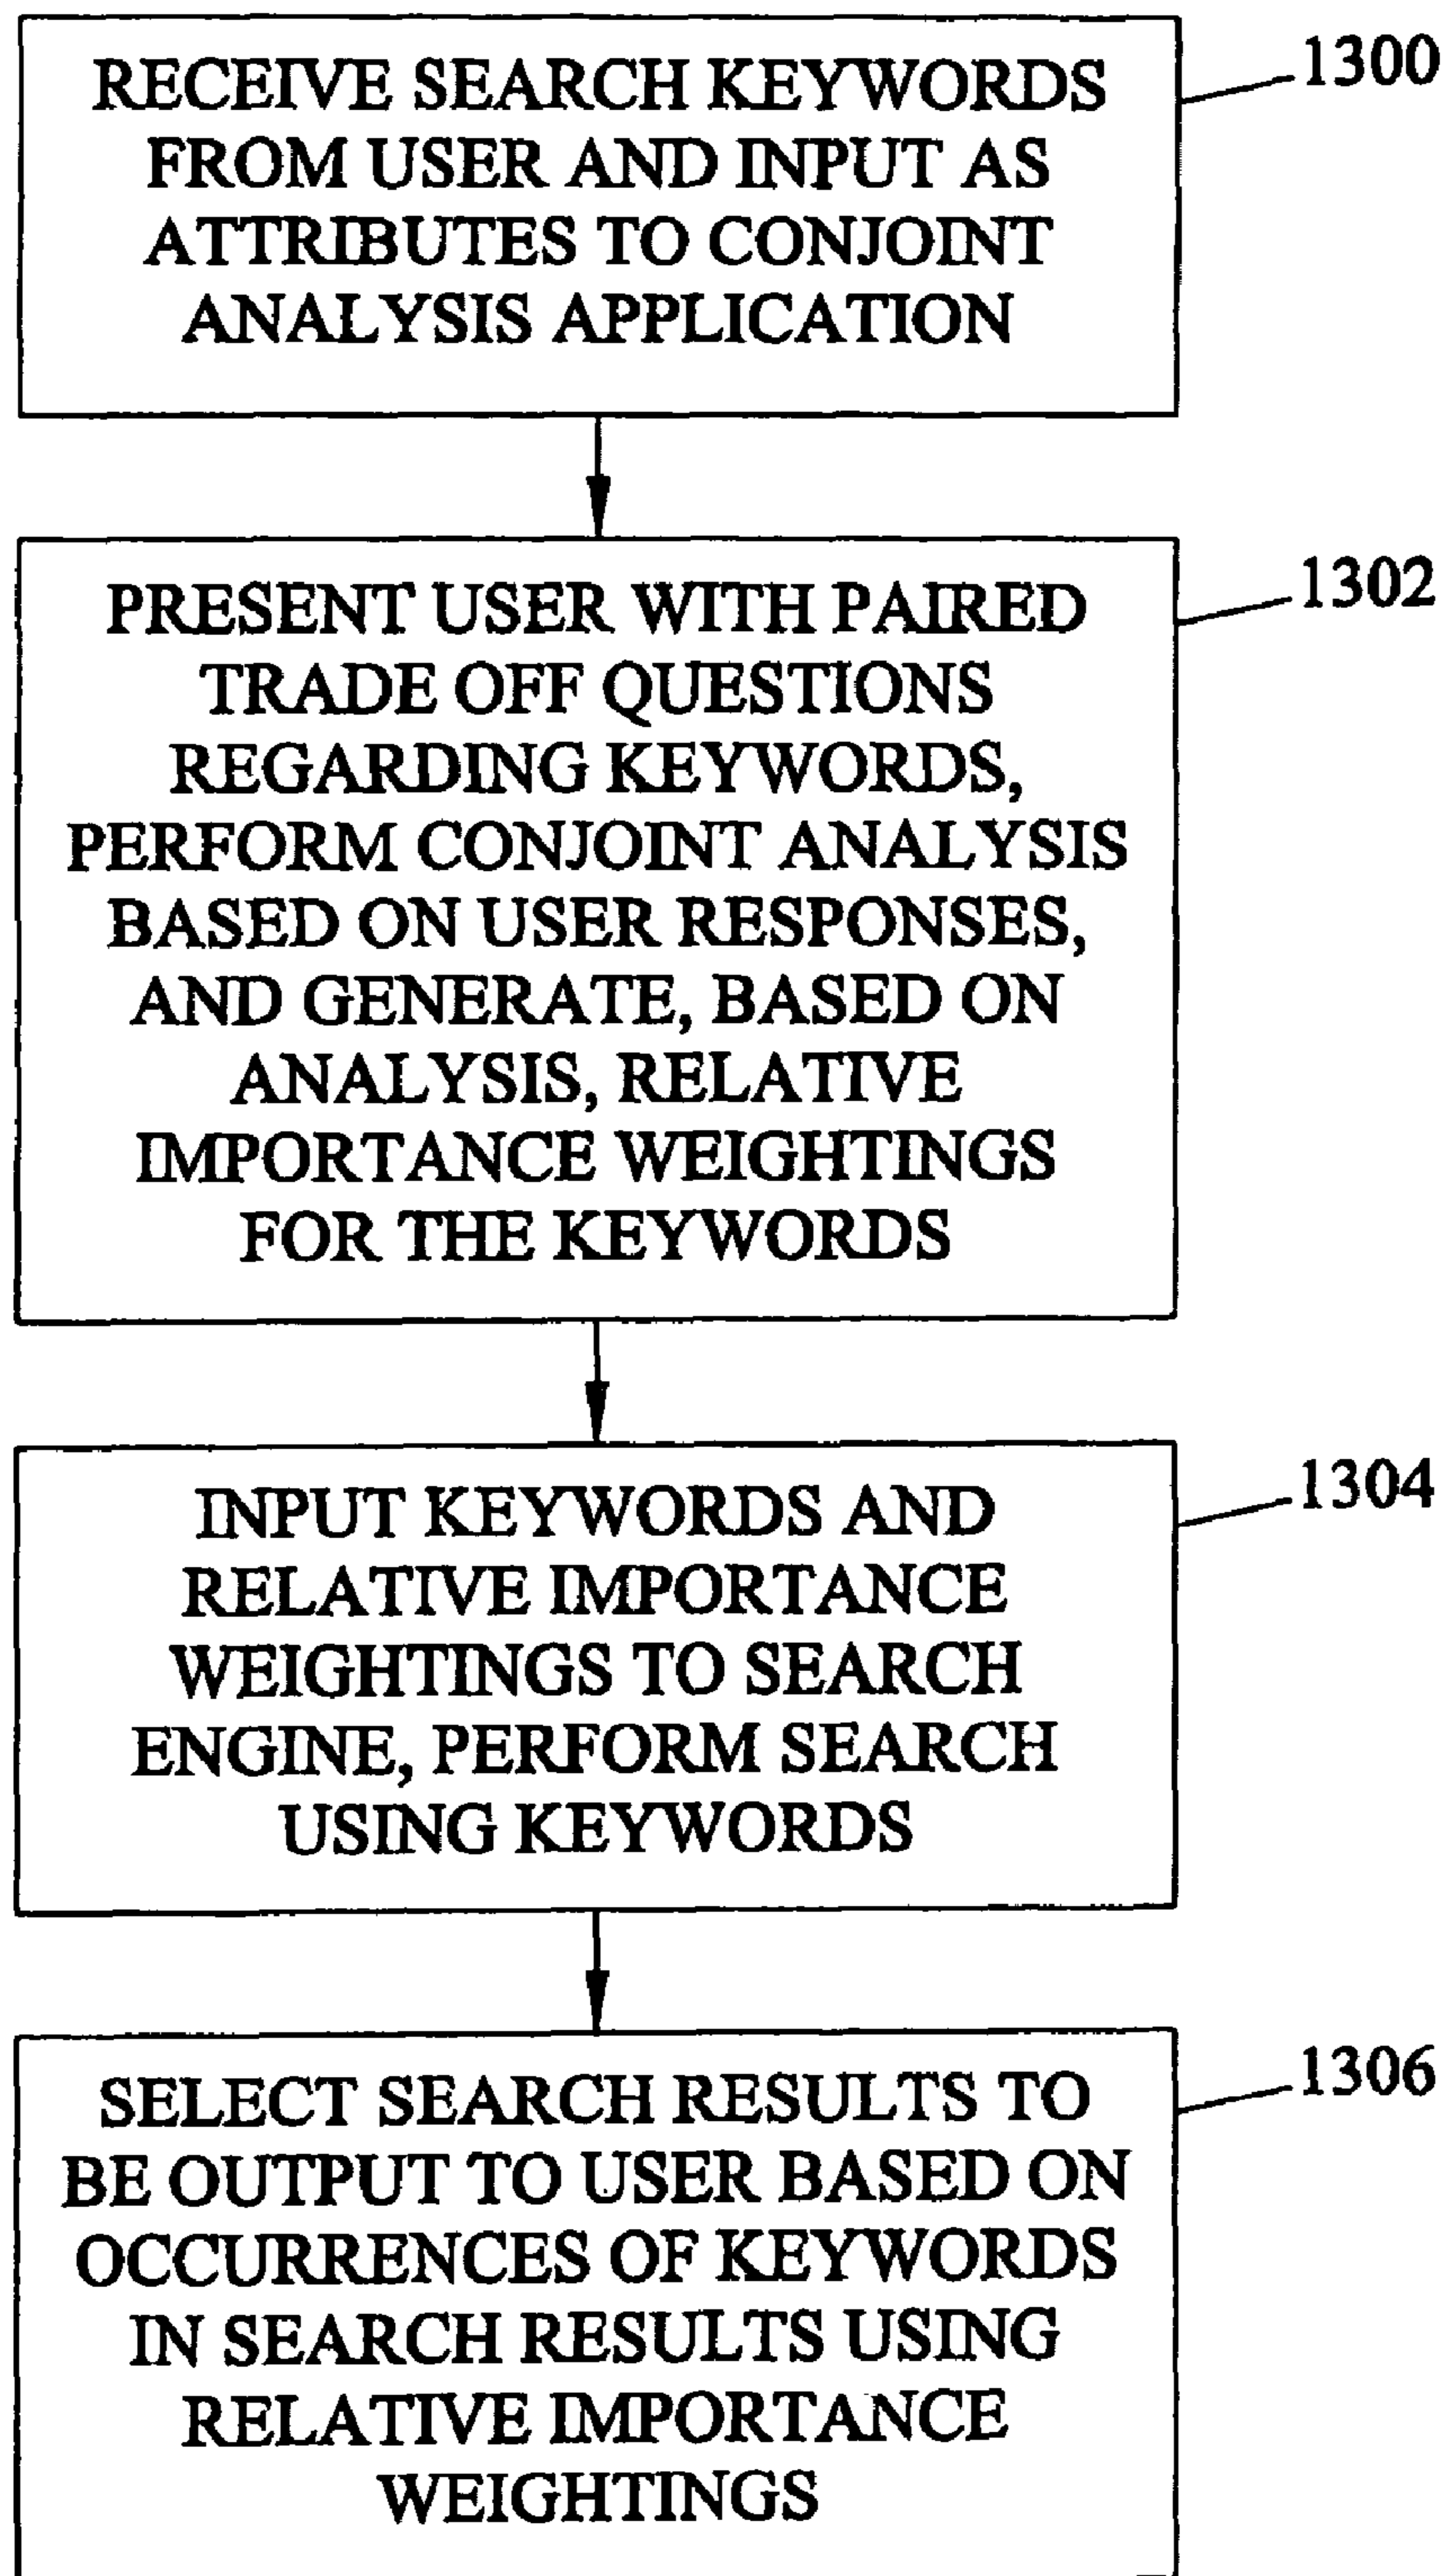 RECEIVE SEARCH KEYWORDS
FROM USER AND INPUT AS
ATTRIBUTES TO CONJOINT
ANALYSIS APPLICATION
1300
PRESENT USER WITH PAIRED
TRADE OFF QUESTIONS
REGARDING KEYWORDS,
PERFORM CONJOINT ANALYSIS
BASED ON USER RESPONSES,
AND GENERATE, BASED ON
ANALYSIS, RELATIVE
IMPORTANCE WEIGHTINGS
FOR THE KEYWORDS
1302
INPUT KEYWORDS AND
RELATIVE IMPORTANCE
WEIGHTINGS TO SEARCH
ENGINE, PERFORM SEARCH
USING KEYWORDS
1304
SELECT SEARCH RESULTS TO
BE OUTPUT TO USER BASED ON
OCCURRENCES OF KEYWORDS
IN SEARCH RESULTS USING
RELATIVE IMPORTANCE
WEIGHTINGS
1306